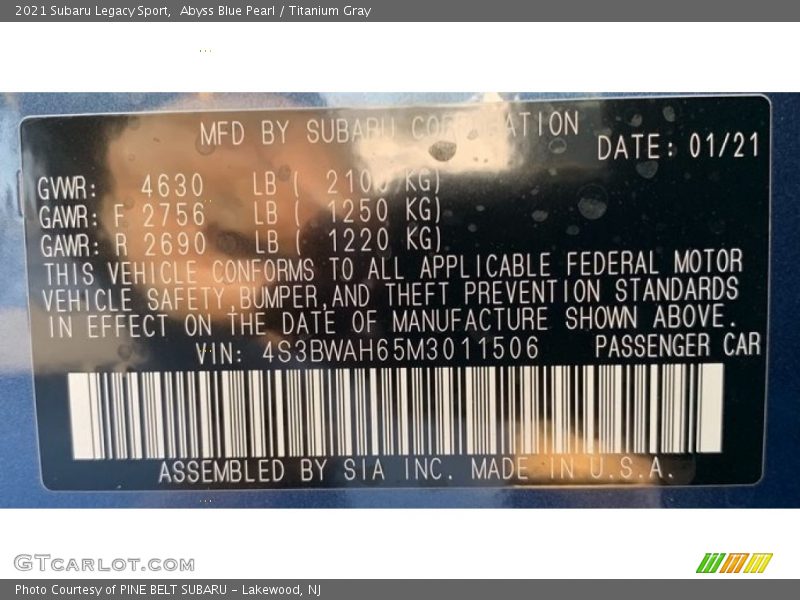 2021 Subaru Legacy Sport,  Abyss Blue Pearl / Titanium Gray
MFD BY SUBARU CORPORATION
DATE: 01/21
GVWR: 4630 LB ( 2100 KG)
GAWR: F 2756 LB ( 1250 KG)
GAWR: R 2690 LB ( 1220 KG)
THIS VEHICLE CONFORMS TO ALL APPLICABLE FEDERAL MOTOR
VEHICLE SAFETY,BUMPER,AND THEFT PREVENTION STANDARDS
IN EFFECT ON THE DATE OF MANUFACTURE SHOWN ABOVE.
VIN: 4S3BWAH65M3011506 PASSENGER CAR
ASSEMBLED BY SIA INC. MADE IN U.S.A.
GTCARLOT.COM
Photo Courtesy of PINE BELT SUBARU - Lakewood, NJ